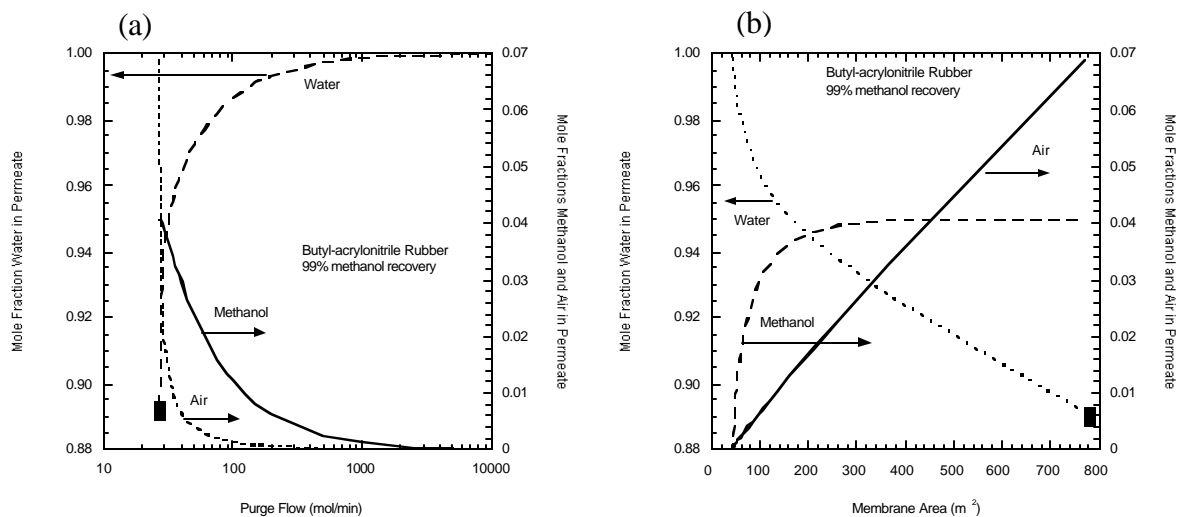 (a)
1.00
0.98
0.96
0.94
0.92
0.90
0.88
Mole Fraction Water in Permeate
0.07
0.06
0.05
0.04
0.03
0.02
0.01
0
Mole Fractions Methanol and Air in Permeate
Water
Butyl-acrylonitrile Rubber
99% methanol recovery
Methanol
Air
10 100 1000 10000
Purge Flow (mol/min)
(b)
1.00
0.98
0.96
0.94
0.92
0.90
0.88
Mole Fraction Water in Permeate
0.07
0.06
0.05
0.04
0.03
0.02
0.01
0
Mole Fractions Methanol and Air in Permeate
Butyl-acrylonitrile Rubber
99% methanol recovery
Air
Water
Methanol
0 100 200 300 400 500 600 700 800
Membrane Area (m ²)